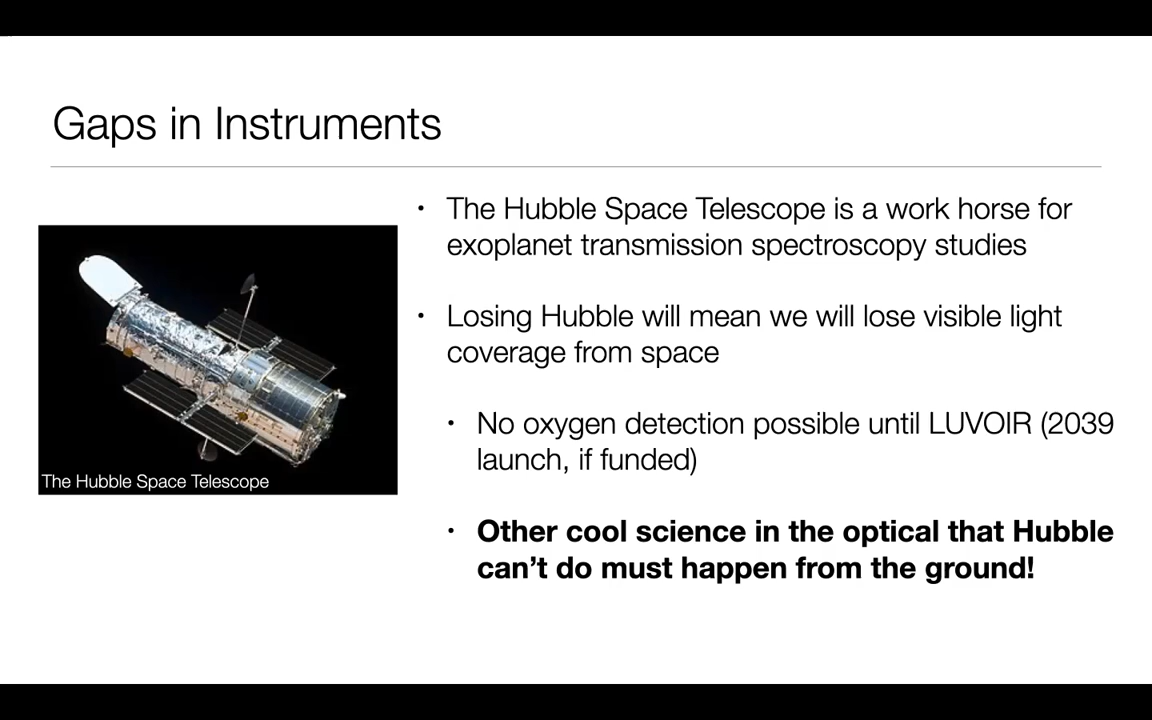 Gaps in Instruments
The Hubble Space Telescope
• The Hubble Space Telescope is a work horse for
exoplanet transmission spectroscopy studies
• Losing Hubble will mean we will lose visible light
coverage from space
• No oxygen detection possible until LUVOIR (2039
launch, if funded)
• Other cool science in the optical that Hubble
can't do must happen from the ground!